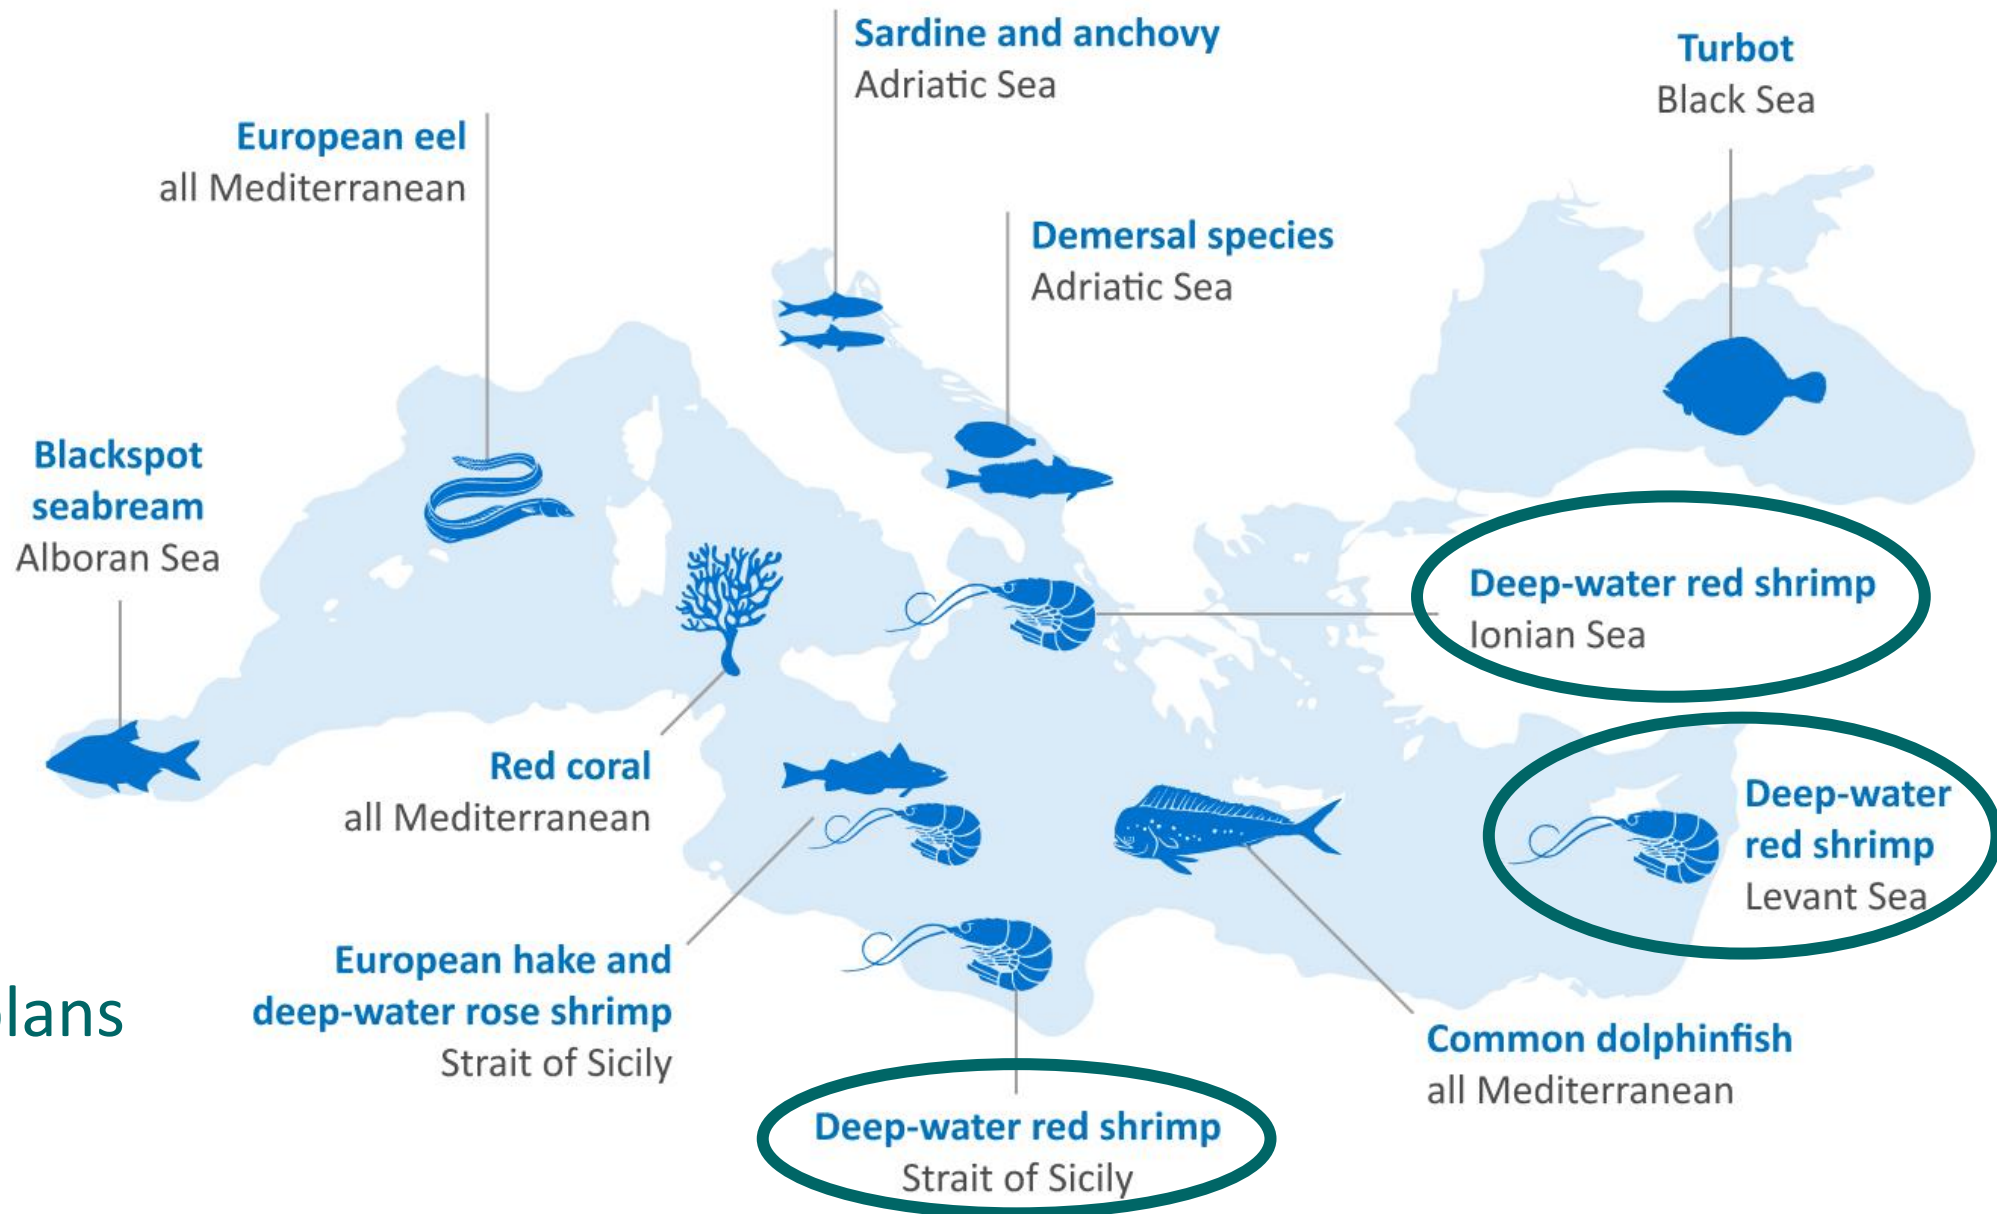 Sardine and anchovy
Adriatic Sea
Turbot
Black Sea
European eel
all Mediterranean
Demersal species
Adriatic Sea
Blackspot
seabream
Alboran Sea
Deep-water red shrimp
Ionian Sea
Red coral
all Mediterranean
Deep-water
red shrimp
Levant Sea
European hake and
deep-water rose shrimp
Strait of Sicily
lans
Common dolphinfish
all Mediterranean
Deep-water red shrimp
Strait of Sicily